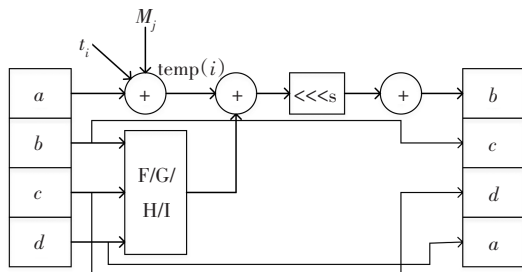 M_j
t_i
temp(i)
a
+
+
<<<s
+
b
b
c
F/G/
H/I
c
d
d
a